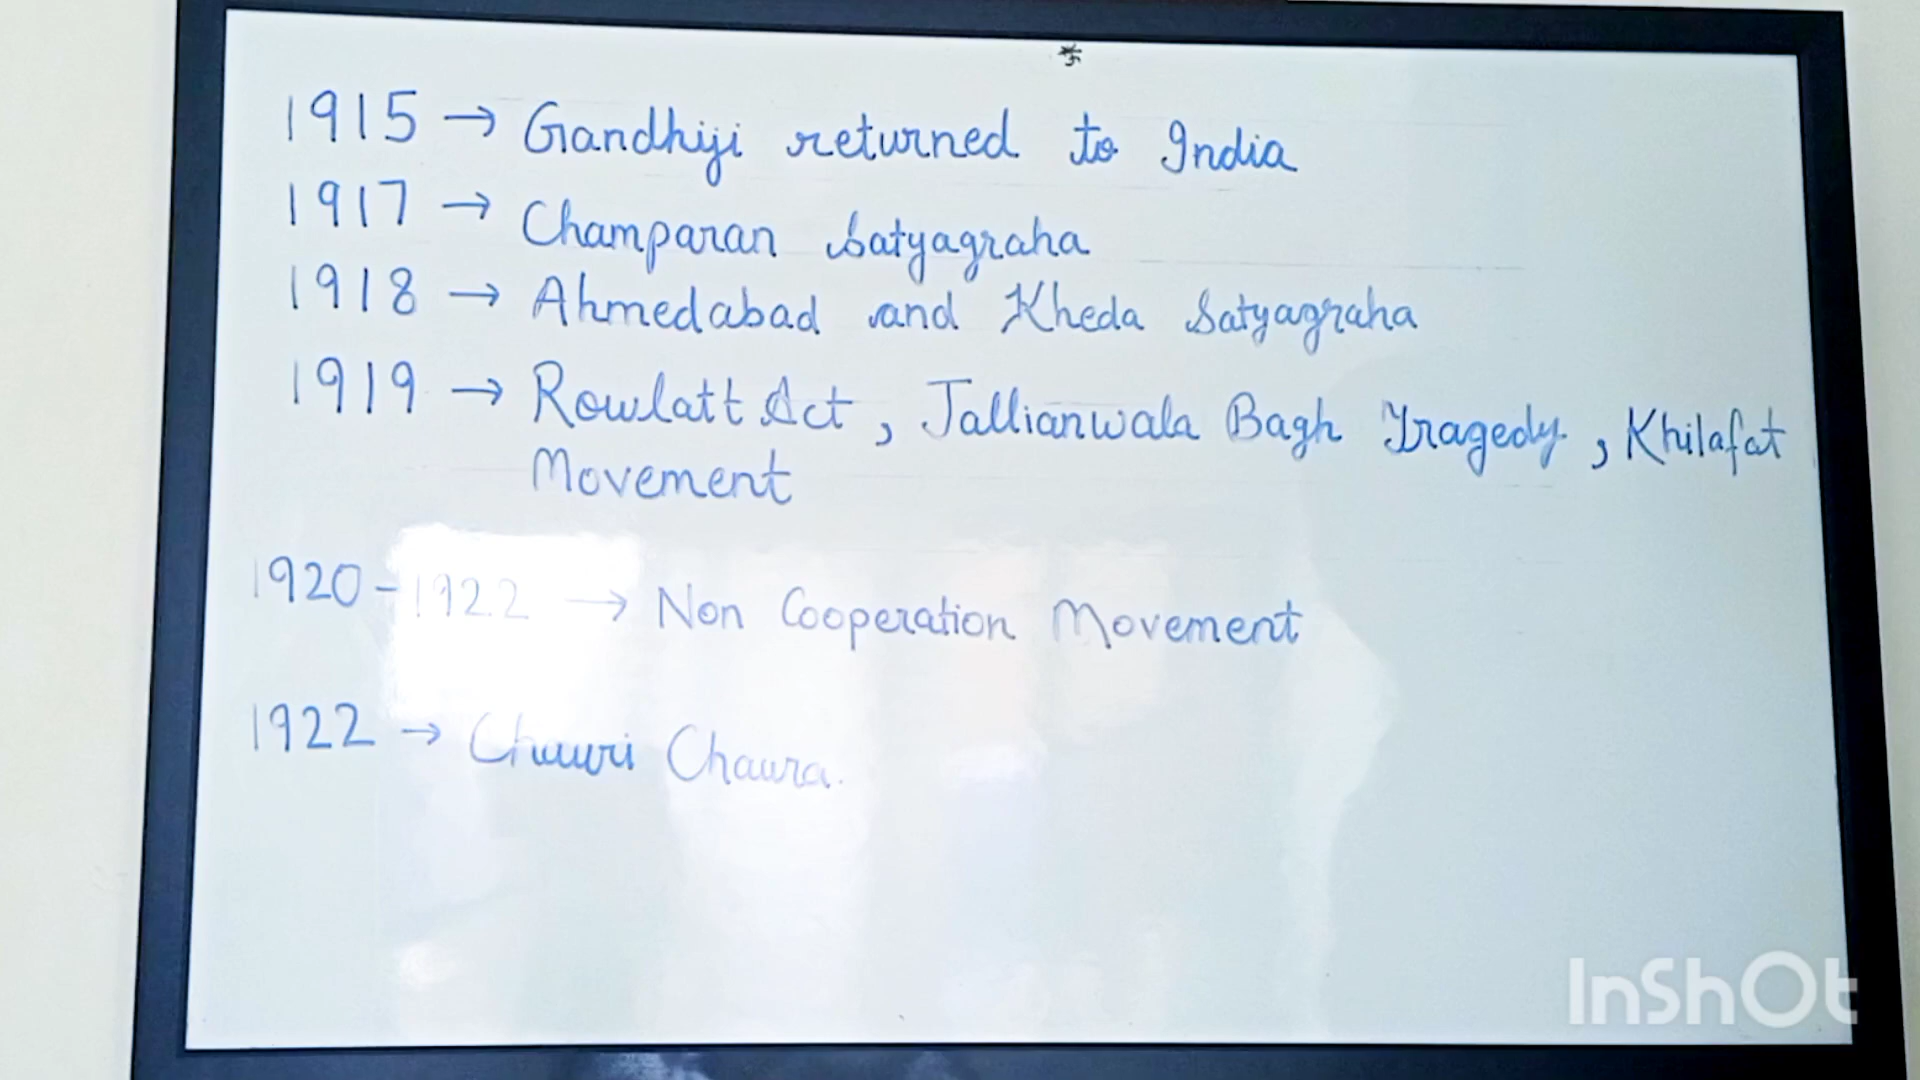 1915 → Gandhiji returned to India
1917 → Champaran Satyagraha
1918 → Ahmedabad and Kheda Satyagraha
1919 → Rowlatt Act, Jallianwala Bagh Tragedy, Khilafat
Movement
1920-1922 → Non Cooperation Movement
1922 → Chauri Chaura.
InShOt